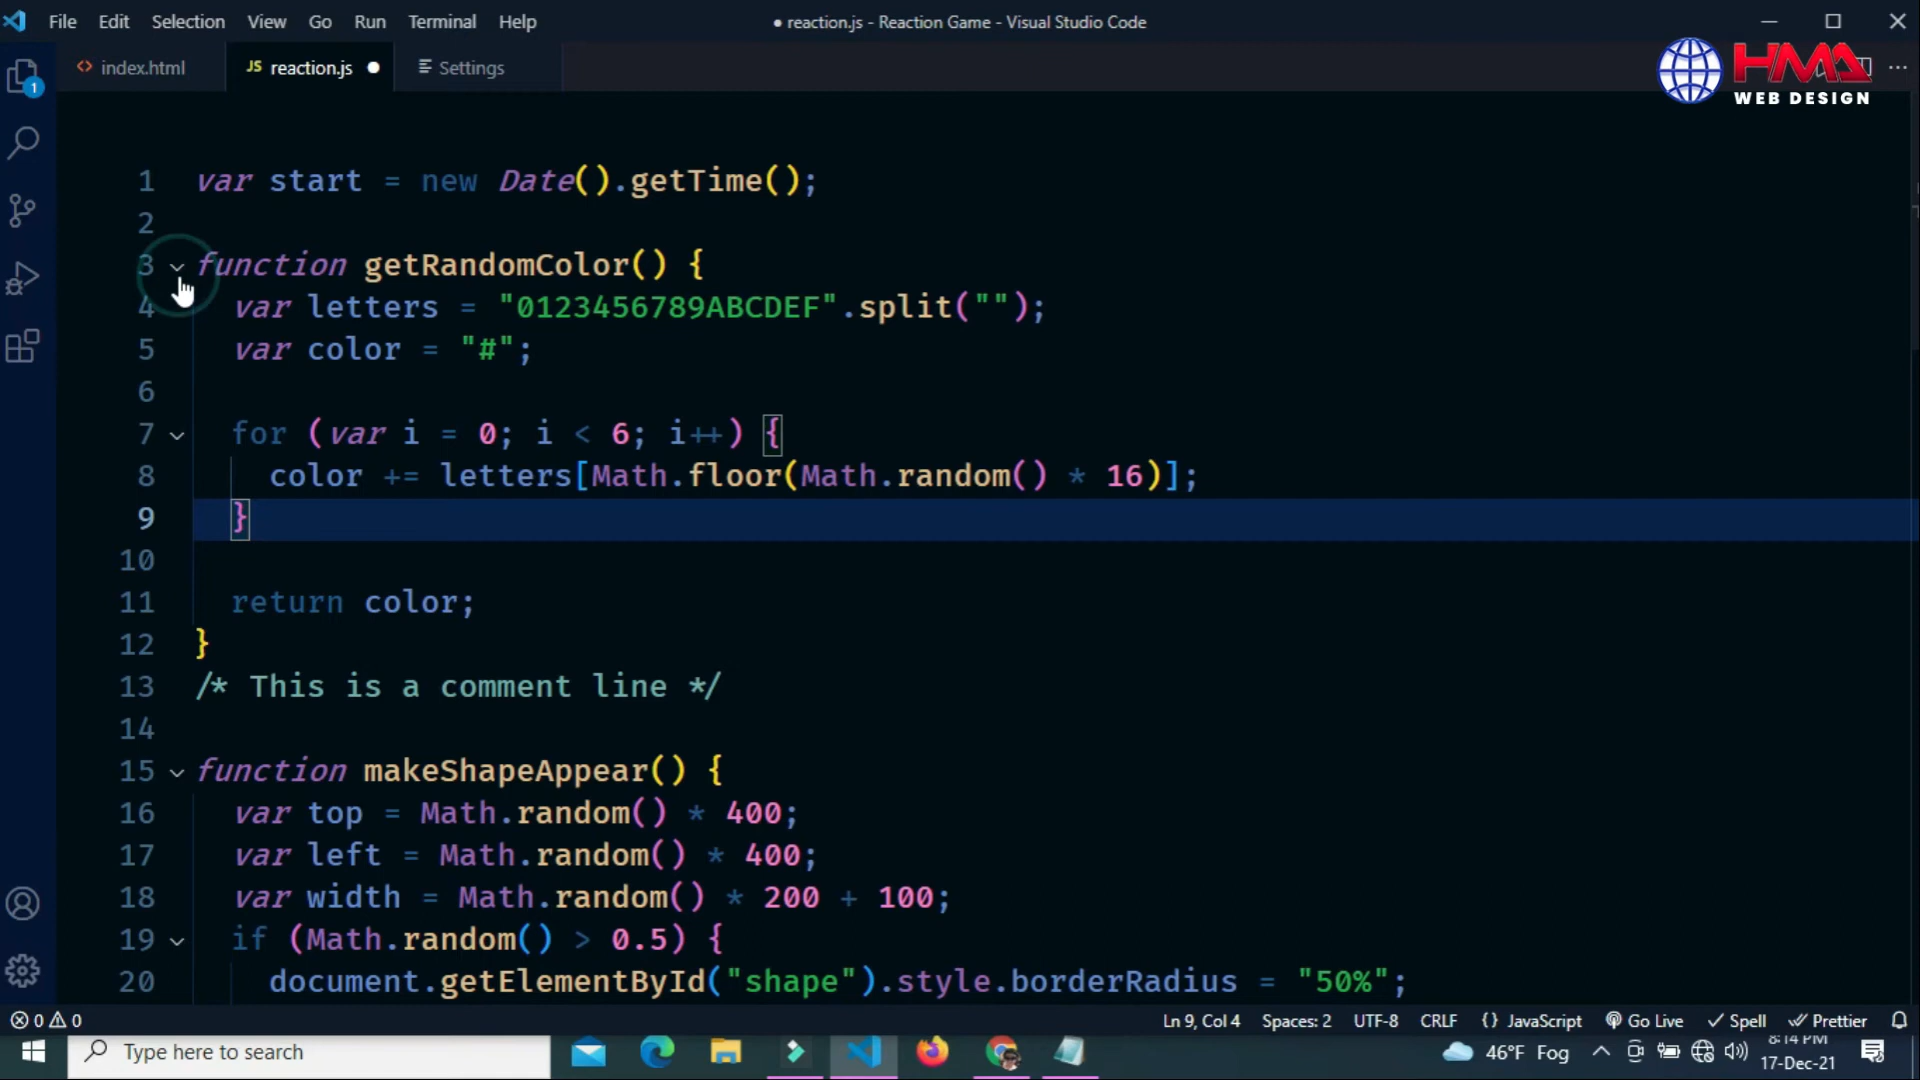 File Edit Selection View Go Run Terminal Help ● reaction.js - Reaction Game - Visual Studio Code
index.html JS reaction.js ● Settings
HMA
WEB DESIGN
1
1 var start = new Date().getTime();
2
3 function getRandomColor() {
4 var letters = "0123456789ABCDEF".split("");
5 var color = "#";
6
7 for (var i = 0; i < 6; i++) {
8 color += letters[Math.floor(Math.random() * 16)];
9 }
10
11 return color;
12 }
13 /* This is a comment line */
14
15 function makeShapeAppear() {
16 var top = Math.random() * 400;
17 var left = Math.random() * 400;
18 var width = Math.random() * 200 + 100;
19 if (Math.random() > 0.5) {
20 document.getElementById("shape").style.borderRadius = "50%";
0 0 Ln 9, Col 4 Spaces: 2 UTF-8 CRLF {} JavaScript Go Live Spell Prettier
Type here to search 46°F Fog 8:14 PM
17-Dec-21